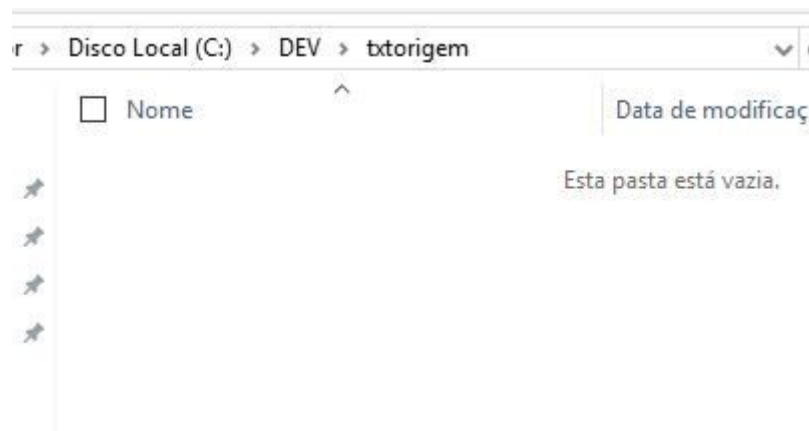 r > Disco Local (C:) > DEV > txtorigem
Nome
Data de modificaç
Esta pasta está vazia.